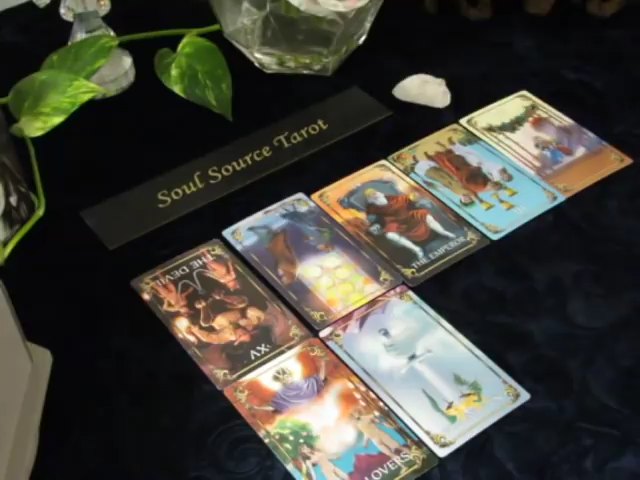 Soul Source Tarot
THE DEVIL
XV
THE EMPEROR
LOVERS